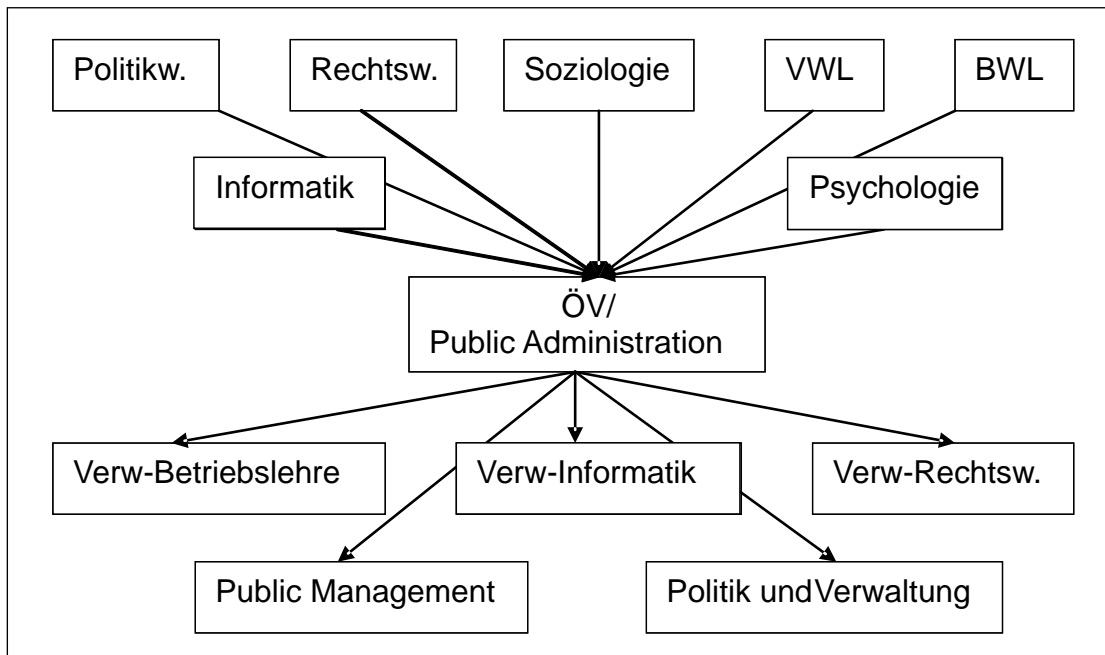 Politikw.
Rechtsw.
Soziologie
VWL
BWL
Informatik
Psychologie
ÖV/
Public Administration
Verw-Betriebslehre
Verw-Informatik
Verw-Rechtsw.
Public Management
Politik undVerwaltung